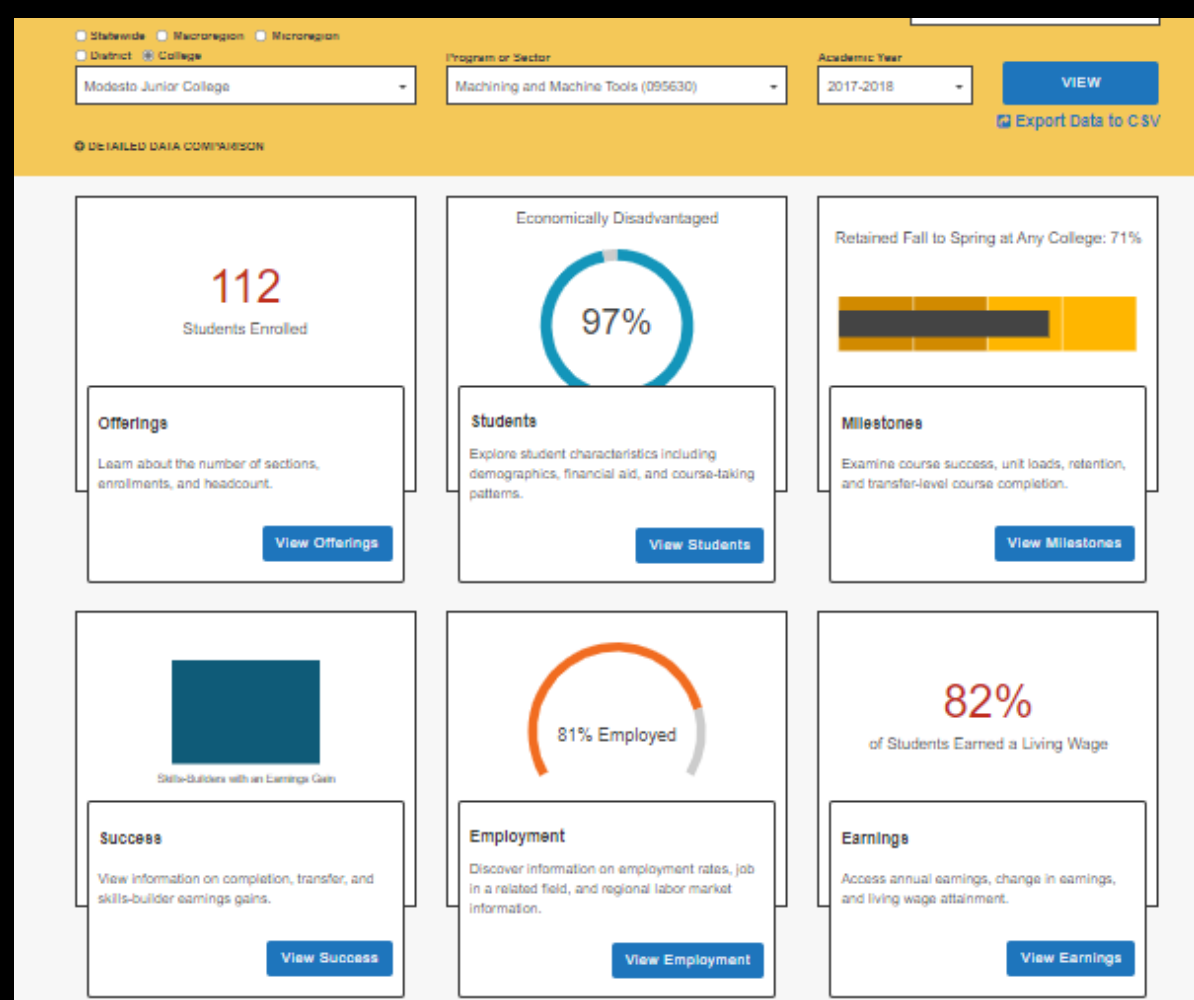 Statewide Macroregion Microregion
District College
Program or Sector
Academic Year
Modesto Junior College
Machining and Machine Tools (095630)
2017-2018
VIEW
Export Data to CSV
DETAILED DATA COMPARISON
112
Students Enrolled
Offerings
Learn about the number of sections,
enrollments, and headcount.
View Offerings
Economically Disadvantaged
97%
Students
Explore student characteristics including
demographics, financial aid, and course-taking
patterns.
View Students
Retained Fall to Spring at Any College: 71%
Milestones
Examine course success, unit loads, retention,
and transfer-level course completion.
View Milestones
Skills-Builders with an Earnings Gain
Success
View information on completion, transfer, and
skills-builder earnings gains.
View Success
81% Employed
Employment
Discover information on employment rates, job
in a related field, and regional labor market
information.
View Employment
82%
of Students Earned a Living Wage
Earnings
Access annual earnings, change in earnings,
and living wage attainment.
View Earnings